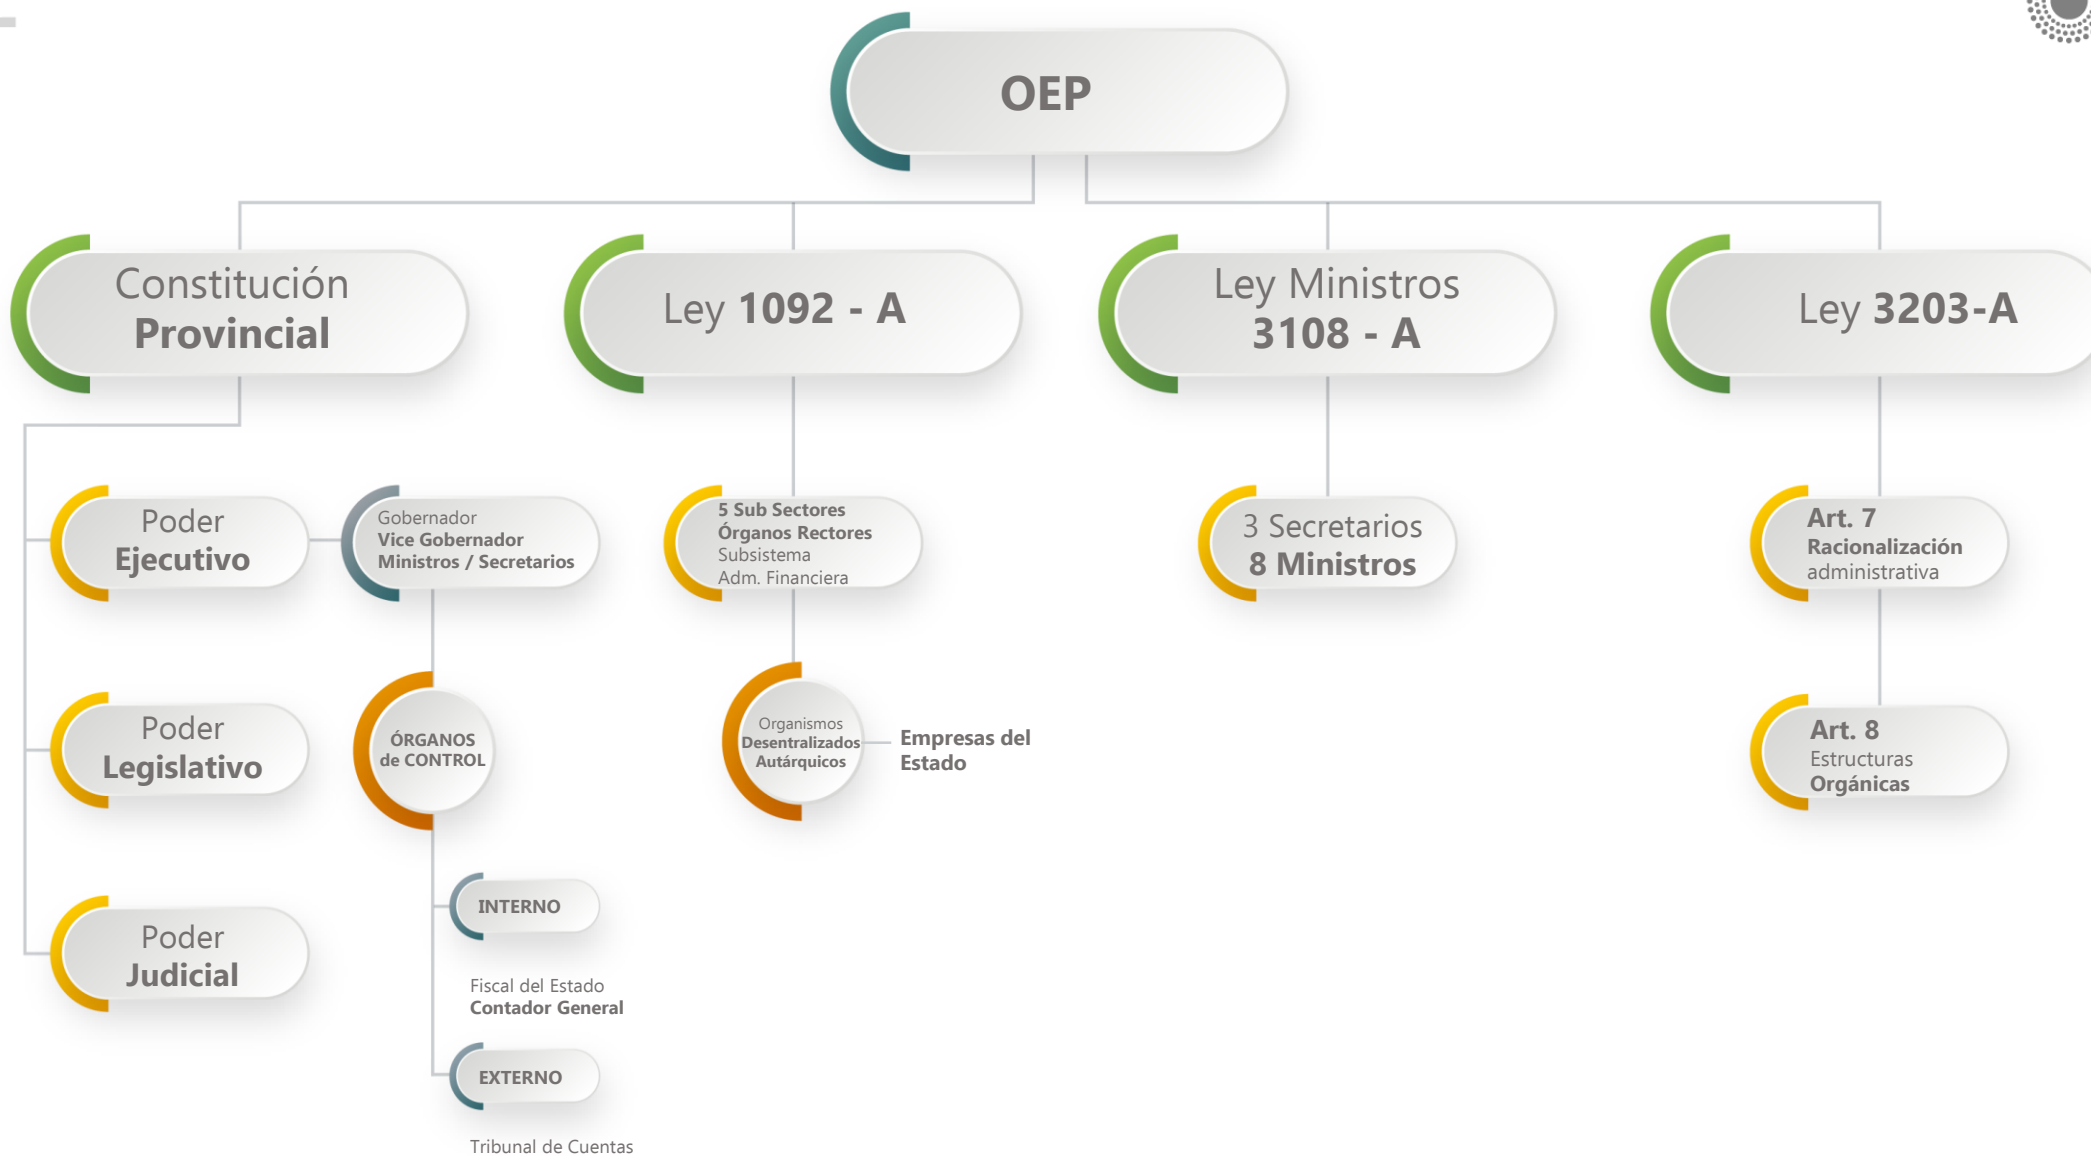 OEP
Constitución
Provincial
Ley 1092 - A
Ley Ministros
3108 - A
Ley 3203-A
Poder
Ejecutivo
Gobernador
Vice Gobernador
Ministros / Secretarios
5 Sub Sectores
Órganos Rectores
Subsistema
Adm. Financiera
3 Secretarios
8 Ministros
Art. 7
Racionalización
administrativa
Poder
Legislativo
ÓRGANOS
de CONTROL
Organismos
Desentralizados
Autárquicos
Empresas del
Estado
Art. 8
Estructuras
Orgánicas
Poder
Judicial
INTERNO
Fiscal del Estado
Contador General
EXTERNO
Tribunal de Cuentas